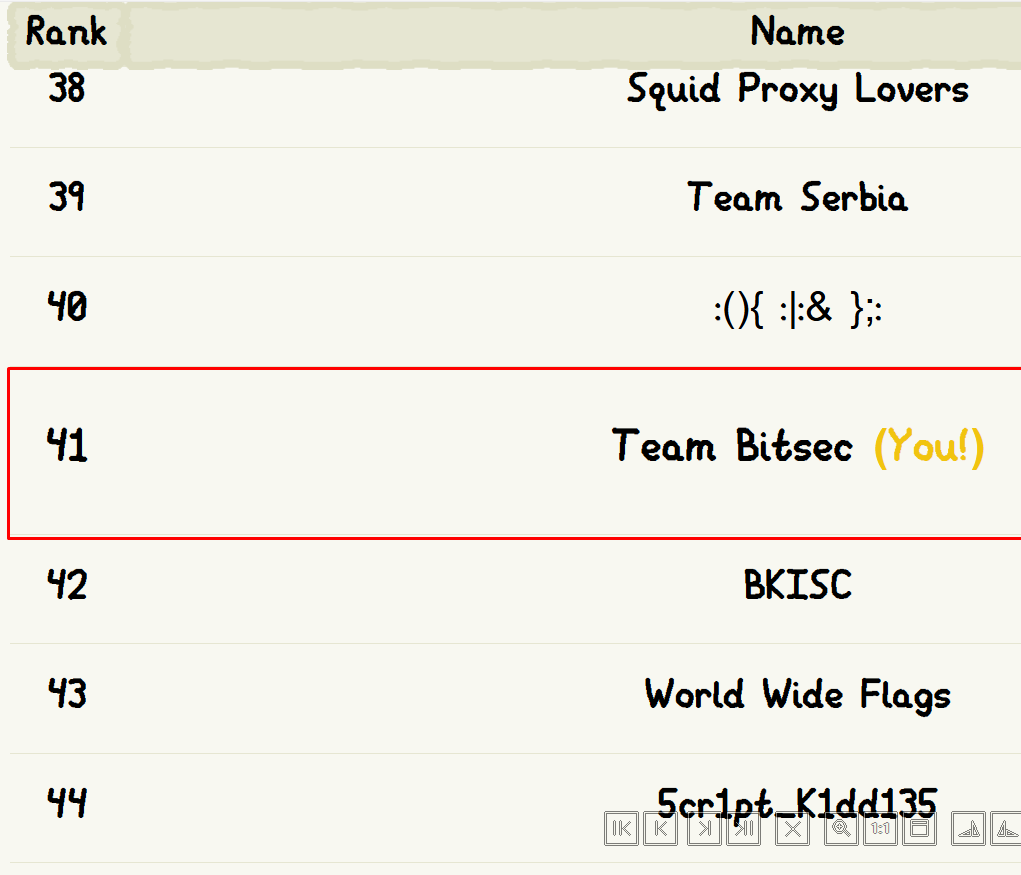 Rank Name
38 Squid Proxy Lovers
39 Team Serbia
40 :(){ :|:& };:
41 Team Bitsec (You!)
42 BKISC
43 World Wide Flags
44 5cr1pt_K1dd135
1:1